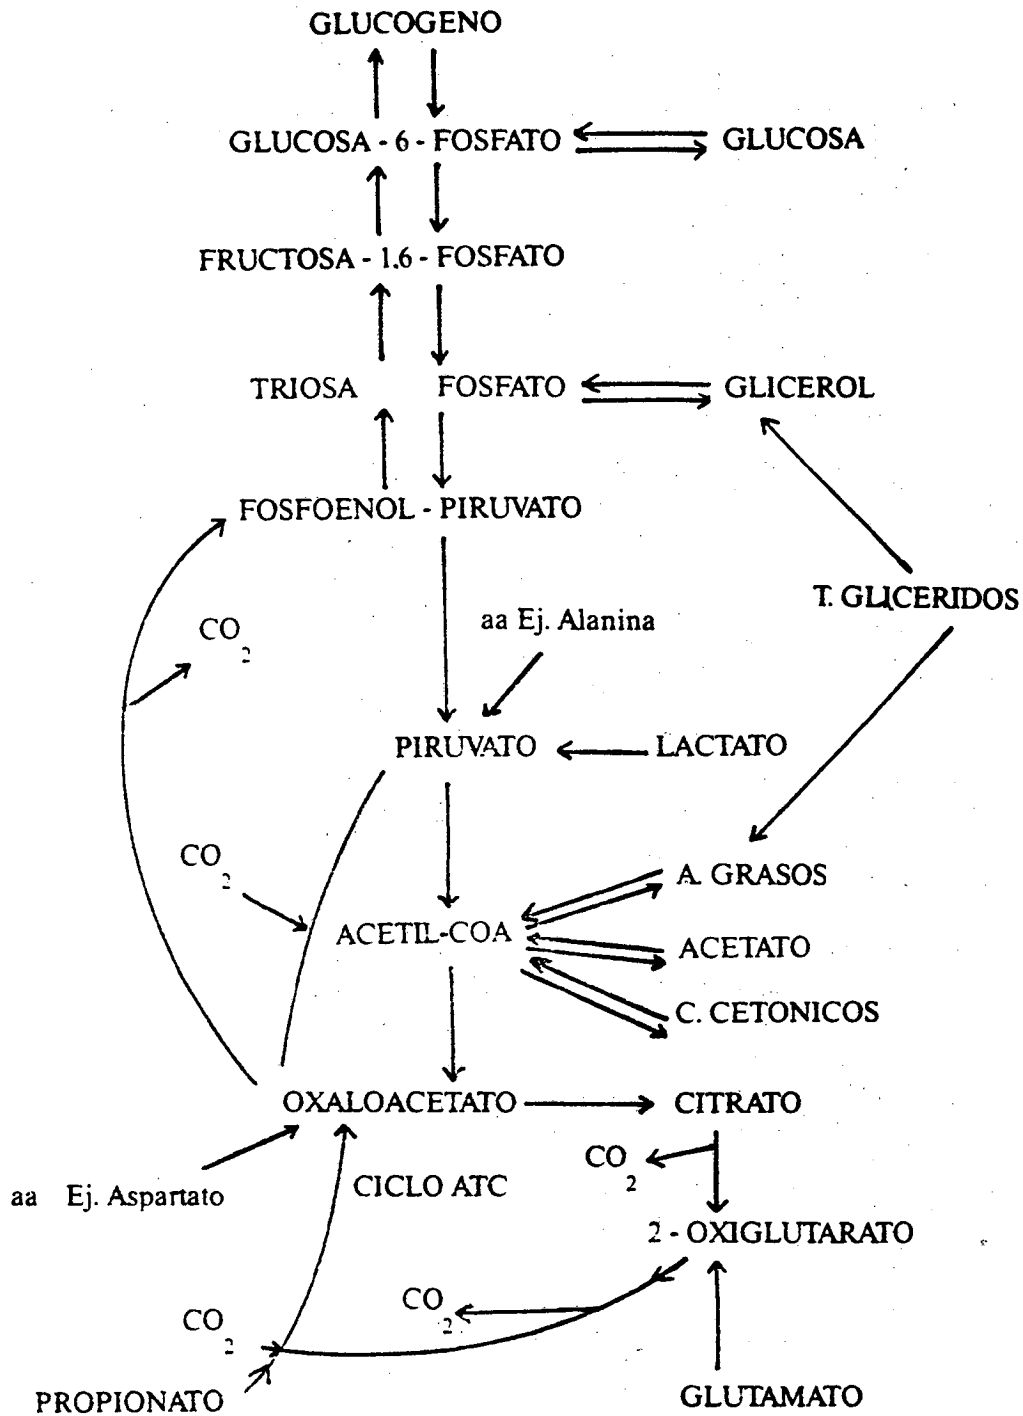 GLUCOGENO
GLUCOSA - 6 - FOSFATO GLUCOSA
FRUCTOSA - 1.6 - FOSFATO
TRIOSA FOSFATO GLICEROL
FOSFOENOL - PIRUVATO
T. GLICERIDOS
aa Ej. Alanina
CO2
PIRUVATO LACTATO
CO2
A. GRASOS
ACETIL-COA ACETATO
C. CETONICOS
OXALOACETATO CITRATO
CO2
aa Ej. Aspartato CICLO ATC
2 - OXIGLUTARATO
CO2 CO2
PROPIONATO GLUTAMATO